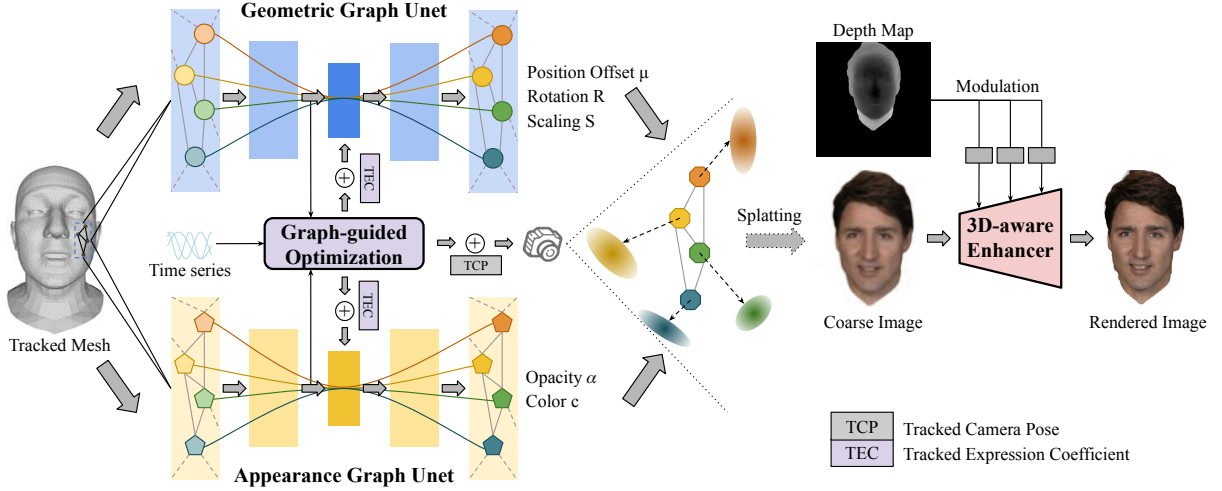 Geometric Graph Unet
Position Offset μ
Rotation R
Scaling S
TEC
Graph-guided
Optimization
Time series
TCP
TEC
Tracked Mesh
Opacity α
Color c
Appearance Graph Unet
Splatting
Depth Map
Modulation
3D-aware
Enhancer
Coarse Image
Rendered Image
TCP Tracked Camera Pose
TEC Tracked Expression Coefficient